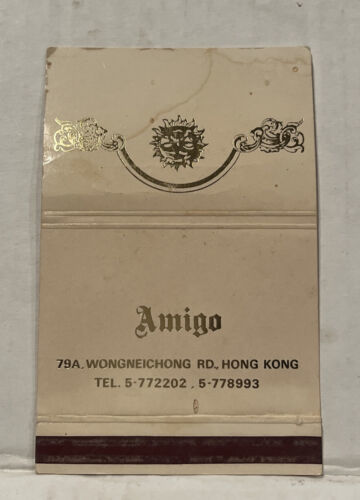 Amigo
79A, WONGNEICHONG RD., HONG KONG
TEL. 5-772202 , 5-778993